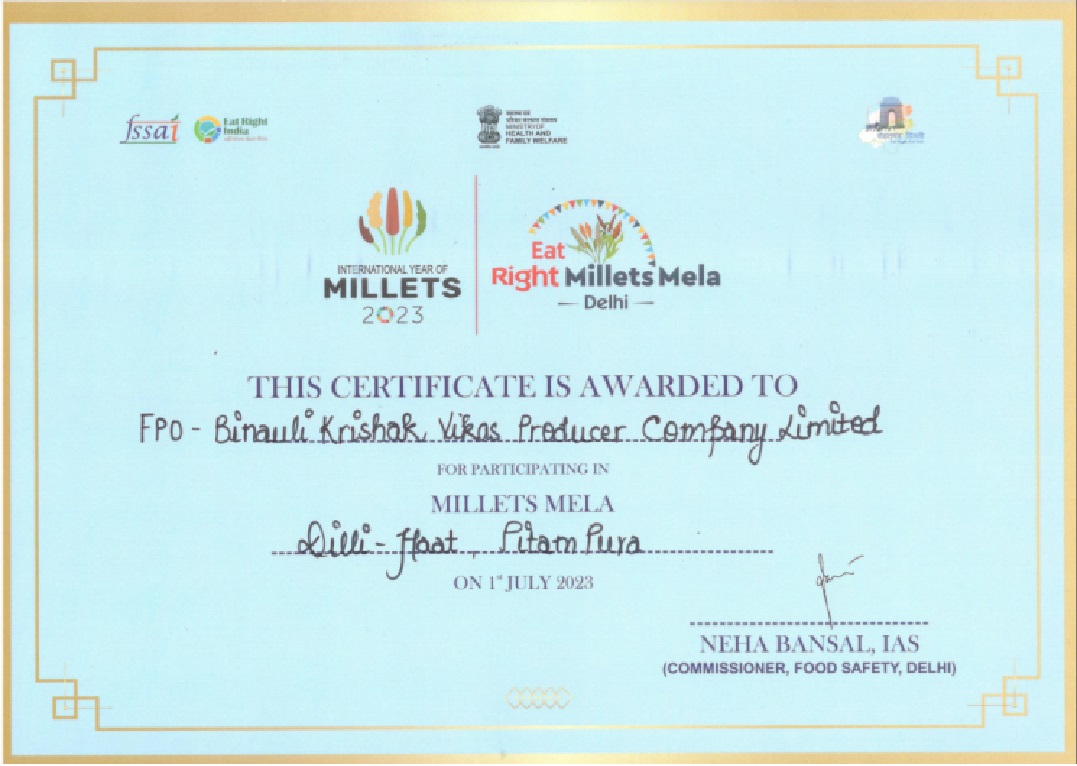 fssai
Eat Right
India
MINISTRY OF
HEALTH AND
FAMILY WELFARE
INTERNATIONAL YEAR OF
MILLETS
2023
Eat
Right Millets Mela
Delhi
THIS CERTIFICATE IS AWARDED TO
FPO - Binauli Krishak Vikas Producer Company Limited
FOR PARTICIPATING IN
MILLETS MELA
Dilli - Haat, Pitam Pura
ON 1st JULY 2023
NEHA BANSAL, IAS
(COMMISSIONER, FOOD SAFETY, DELHI)